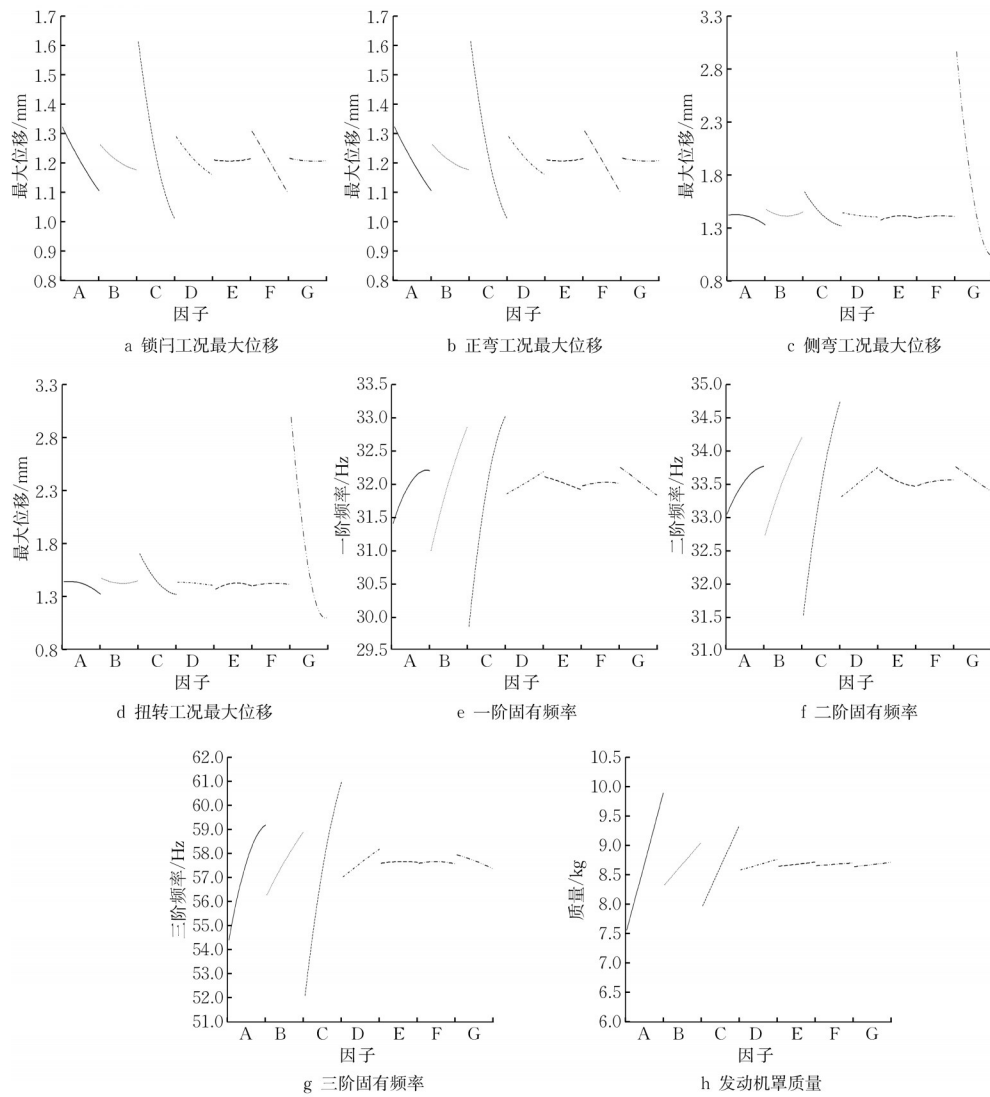 1.7
1.6
1.5
1.4
1.3
1.2
1.1
1.0
0.9
0.8
最大位移/mm
A B C D E F G
因子
a 锁闩工况最大位移
1.7
1.6
1.5
1.4
1.3
1.2
1.1
1.0
0.9
0.8
最大位移/mm
A B C D E F G
因子
b 正弯工况最大位移
3.3
2.8
2.3
1.8
1.3
0.8
最大位移/mm
A B C D E F G
因子
c 侧弯工况最大位移
3.3
2.8
2.3
1.8
1.3
0.8
最大位移/mm
A B C D E F G
因子
d 扭转工况最大位移
33.5
33.0
32.5
32.0
31.5
31.0
30.5
30.0
29.5
一阶频率/Hz
A B C D E F G
因子
e 一阶固有频率
35.0
34.5
34.0
33.5
33.0
32.5
32.0
31.5
31.0
二阶频率/Hz
A B C D E F G
因子
f 二阶固有频率
62.0
61.0
60.0
59.0
58.0
57.0
56.0
55.0
54.0
53.0
52.0
51.0
三阶频率/Hz
A B C D E F G
因子
g 三阶固有频率
10.5
10.0
9.5
9.0
8.5
8.0
7.5
7.0
6.5
6.0
质量/kg
A B C D E F G
因子
h 发动机罩质量